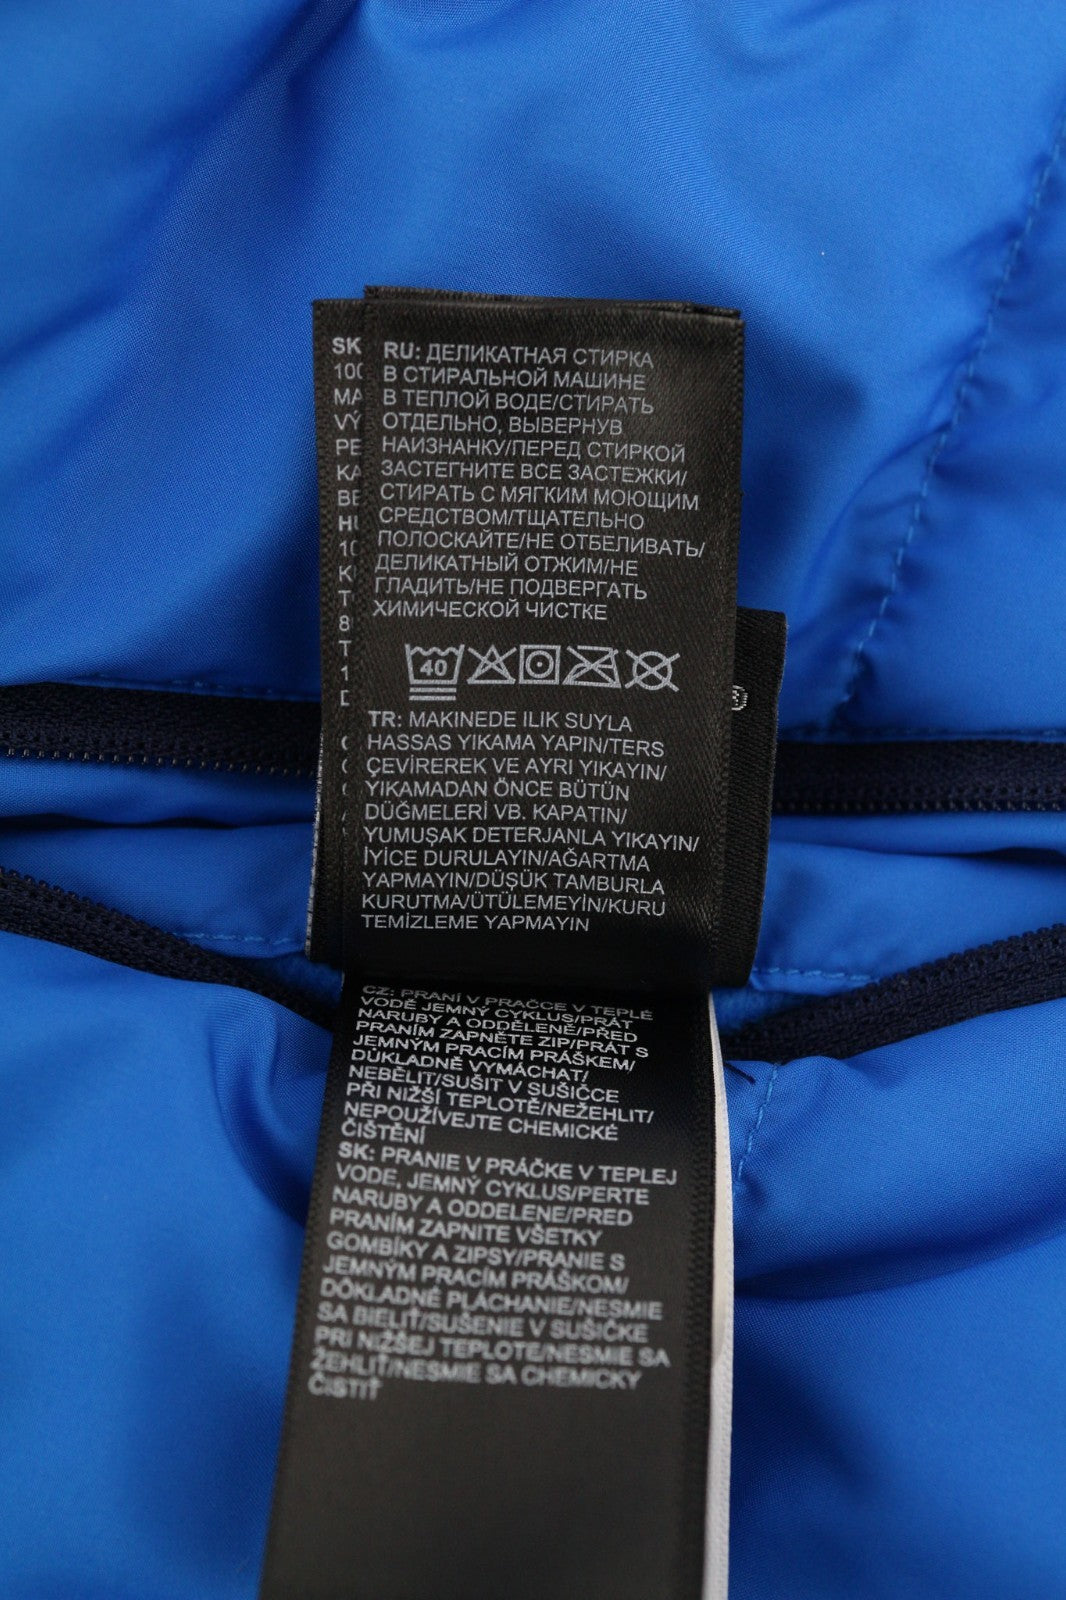 SK
100
MA
VÝ
PE
KA
BE
RU: ДЕЛИКАТНАЯ СТИРКА
В СТИРАЛЬНОЙ МАШИНЕ
В ТЕПЛОЙ ВОДЕ/СТИРАТЬ
ОТДЕЛЬНО, ВЫВЕРНУВ
НАИЗНАНКУ/ПЕРЕД СТИРКОЙ
ЗАСТЕГНИТЕ ВСЕ ЗАСТЕЖКИ/
СТИРАТЬ С МЯГКИМ МОЮЩИМ
СРЕДСТВОМ/ТЩАТЕЛЬНО
ПОЛОСКАЙТЕ/НЕ ОТБЕЛИВАТЬ/
ДЕЛИКАТНЫЙ ОТЖИМ/НЕ
ГЛАДИТЬ/НЕ ПОДВЕРГАТЬ
ХИМИЧЕСКОЙ ЧИСТКЕ
40
TR: MAKINEDE ILIK SUYLA
HASSAS YIKAMA YAPIN/TERS
ÇEVİREREK VE AYRI YIKAYIN/
YIKAMADAN ÖNCE BÜTÜN
DÜĞMELERİ VB. KAPATIN/
YUMUŞAK DETERJANLA YIKAYIN/
İYİCE DURULAYIN/AĞARTMA
YAPMAYIN/DÜŞÜK TAMBURLA
KURUTMA/ÜTÜLEMEYİN/KURU
TEMİZLEME YAPMAYIN
CZ: PRANÍ V PRAČCE V TEPLÉ
VODĚ JEMNÝ CYKLUS/PRÁT
NARUBY A ODDĚLENĚ/PŘED
PRANÍM ZAPNĚTE ZIP/PRÁT S
JEMNÝM PRACÍM PRÁŠKEM/
DŮKLADNĚ VYMÁCHAT/
NEBĚLIT/SUŠIT V SUŠIČCE
PŘI NIŽŠÍ TEPLOTĚ/NEŽEHLIT/
NEPOUŽÍVEJTE CHEMICKÉ
ČIŠTĚNÍ
SK: PRANIE V PRÁČKE V TEPLEJ
VODE, JEMNÝ CYKLUS/PERTE
NARUBY A ODDELENE/PRED
PRANÍM ZAPNITE VŠETKY
GOMBÍKY A ZIPSY/PRANIE S
JEMNÝM PRACÍM PRÁŠKOM/
DÔKLADNÉ PLÁCHANIE/NESMIE
SA BIELIŤ/SUŠENIE V SUŠIČKE
PRI NIŽŠEJ TEPLOTE/NESMIE SA
ŽEHLIŤ/NESMIE SA CHEMICKY
ČISTIŤ